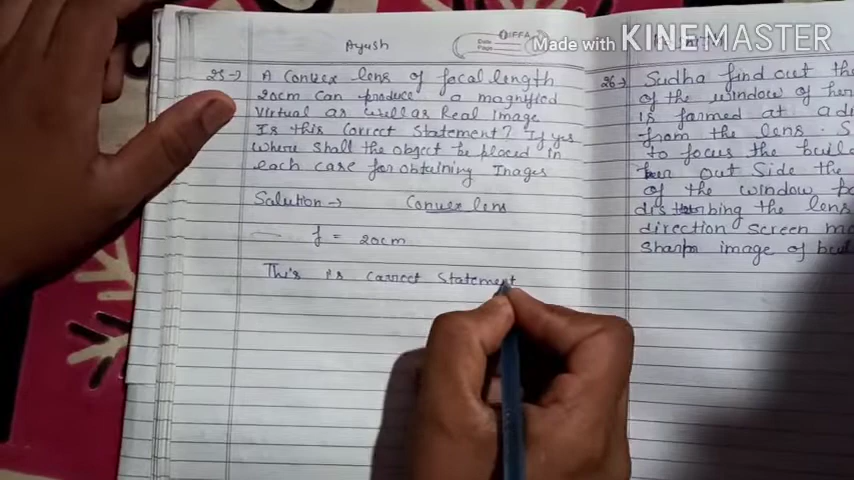 Ayush
DIFFA
Date
Page
Made with KINEMASTER
25→ A Convex lens of focal length
20cm can produce a magnified
Virtual as well as Real Image
Is this Correct Statement? If yes
where shall the object be placed in
each case for obtaining Images
Solution → Convex lens
f = 20cm
This is correct Statement
26→ Sudha find out the
of the window of her
is formed at a dis
from the lens. S
to focus the buil
out side the
of the window
disturbing the lens
direction screen
sharp image of buil